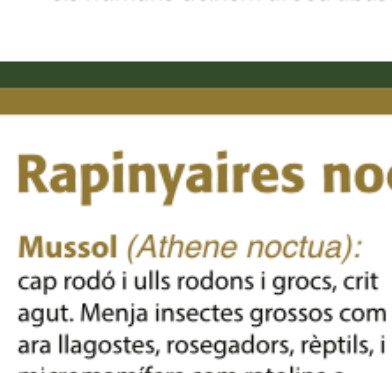 Rapinyaires
Mussol (Athene noctua):
cap rodó i ulls rodons i grocs, crit
agut. Menja insectes grossos com
ara llagostes, rosegadors, rèptils, i